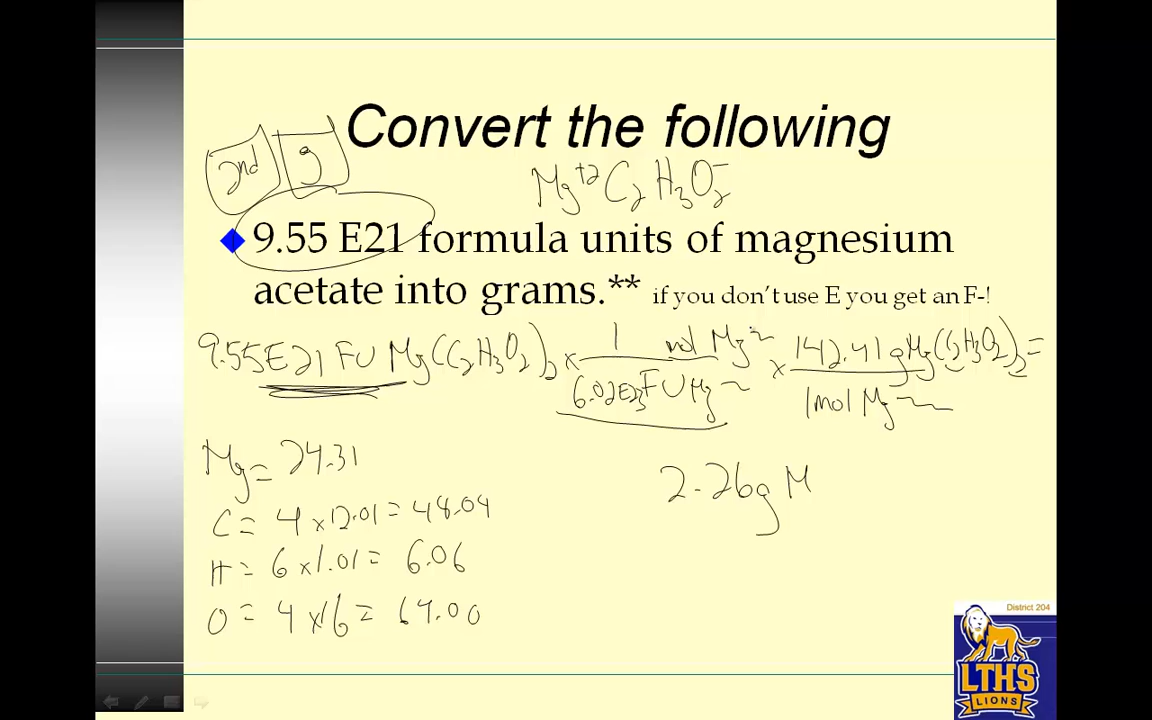 Convert the following
2nd g
Mg+2 C2H3O2-
9.55 E21 formula units of magnesium
acetate into grams.** if you don't use E you get an F-!
9.55E21 FU Mg(C2H3O2)2 x 1 mol Mg~ x 142.41 g Mg(C2H3O2)2 =
6.02E23 FU Mg ~ 1 mol Mg ~
Mg = 24.31
2.26g M
C = 4 x 12.01 = 48.04
H = 6 x 1.01 = 6.06
O = 4 x 16 = 64.00
District 204
LTHS
LIONS